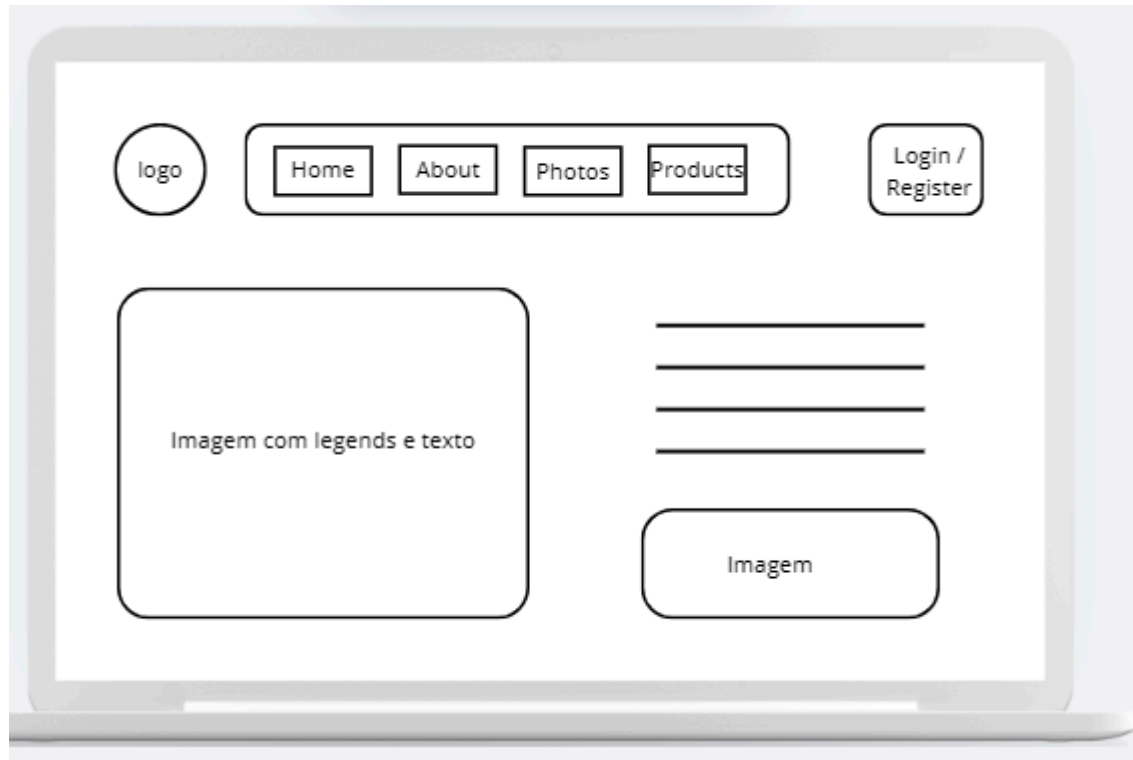 logo
Home
About
Photos
Products
Login /
Register
Imagem com legends e texto
Imagem